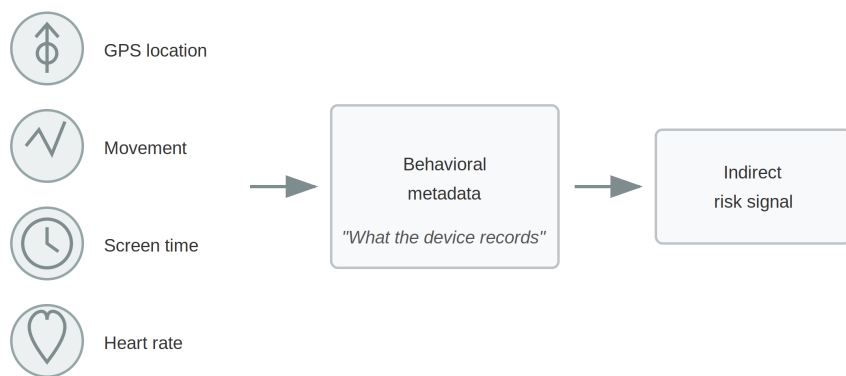 GPS location
Movement
Screen time
Heart rate
Behavioral
metadata
"What the device records"
Indirect
risk signal